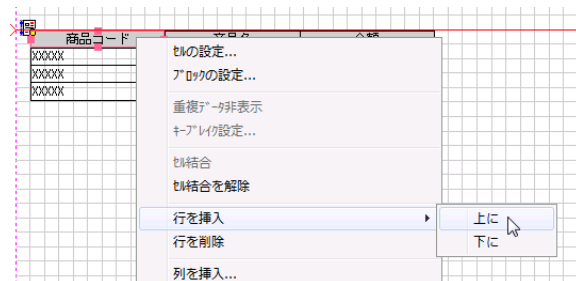 商品コード
XXXXX
XXXXX
XXXXX
ｾﾙの設定...
ﾌﾞﾛｯｸの設定...
重複ﾃﾞｰﾀ非表示
ｷｰﾌﾞﾚｲｸ設定...
ｾﾙ結合
ｾﾙ結合を解除
行を挿入
上に
下に
行を削除
列を挿入...